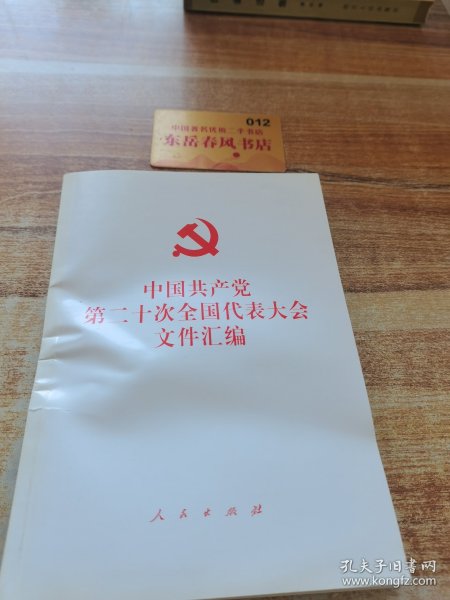 012
中国著名优质二手书店
东岳春风书店
中国共产党
第二十次全国代表大会
文件汇编
人民出版社
孔夫子旧书网
www.kongfz.com